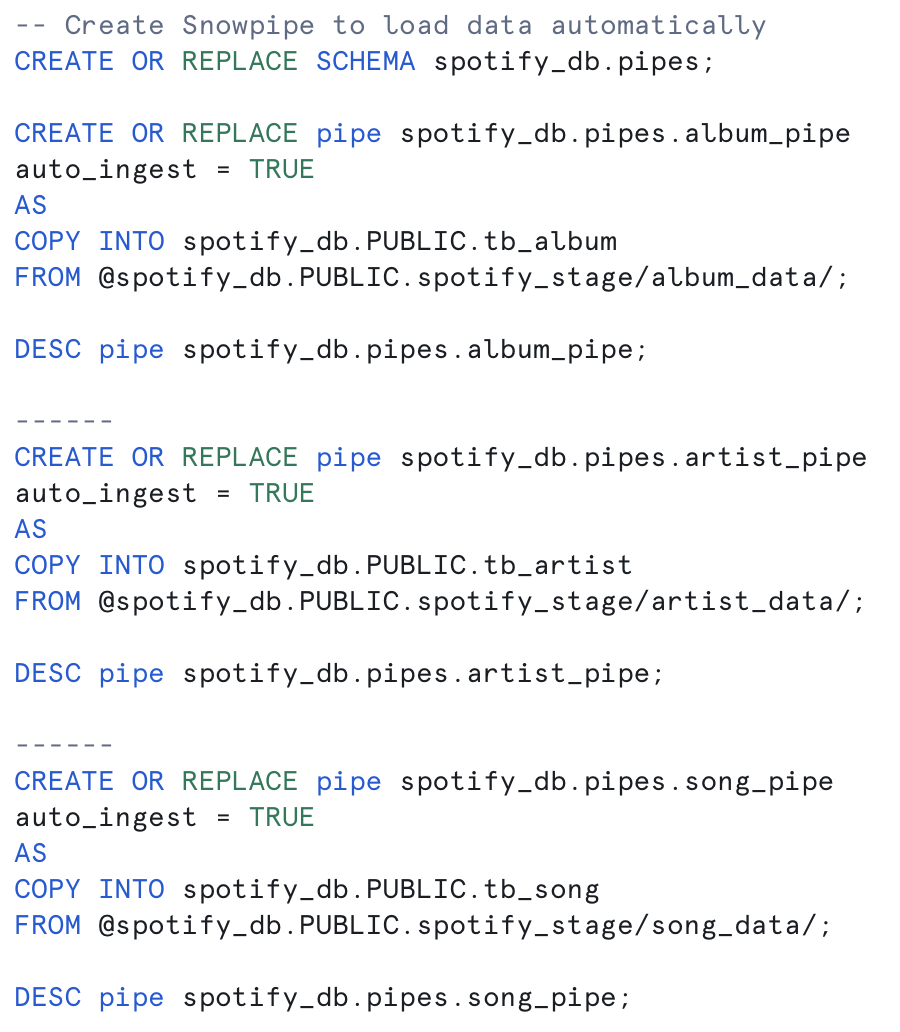 -- Create Snowpipe to load data automatically
CREATE OR REPLACE SCHEMA spotify_db.pipes;
CREATE OR REPLACE pipe spotify_db.pipes.album_pipe
auto_ingest = TRUE
AS
COPY INTO spotify_db.PUBLIC.tb_album
FROM @spotify_db.PUBLIC.spotify_stage/album_data/;
DESC pipe spotify_db.pipes.album_pipe;
------
CREATE OR REPLACE pipe spotify_db.pipes.artist_pipe
auto_ingest = TRUE
AS
COPY INTO spotify_db.PUBLIC.tb_artist
FROM @spotify_db.PUBLIC.spotify_stage/artist_data/;
DESC pipe spotify_db.pipes.artist_pipe;
------
CREATE OR REPLACE pipe spotify_db.pipes.song_pipe
auto_ingest = TRUE
AS
COPY INTO spotify_db.PUBLIC.tb_song
FROM @spotify_db.PUBLIC.spotify_stage/song_data/;
DESC pipe spotify_db.pipes.song_pipe;